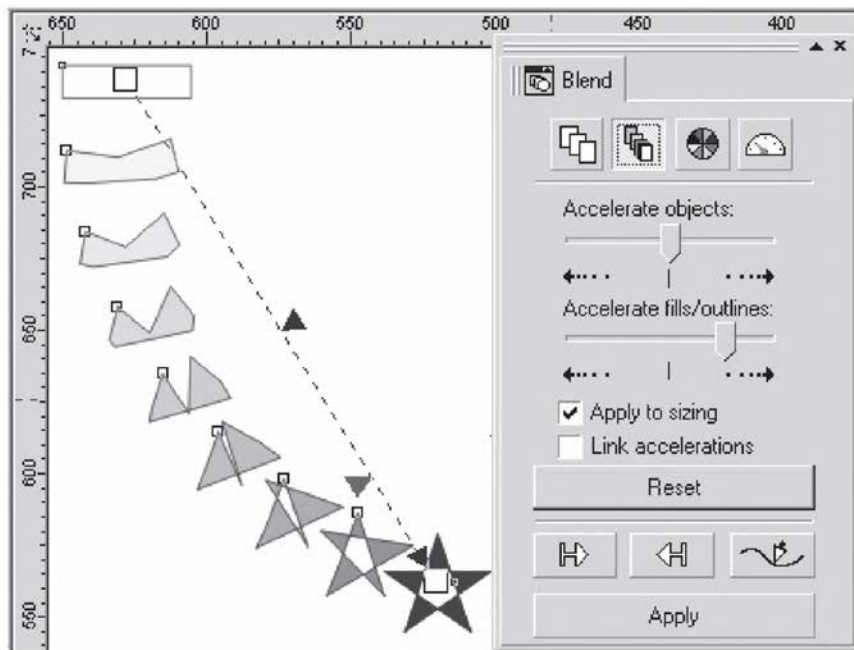 650 600 550 500 450 400
7
700
650
600
550
Blend
Accelerate objects:
Accelerate fills/outlines:
Apply to sizing
Link accelerations
Reset
Apply